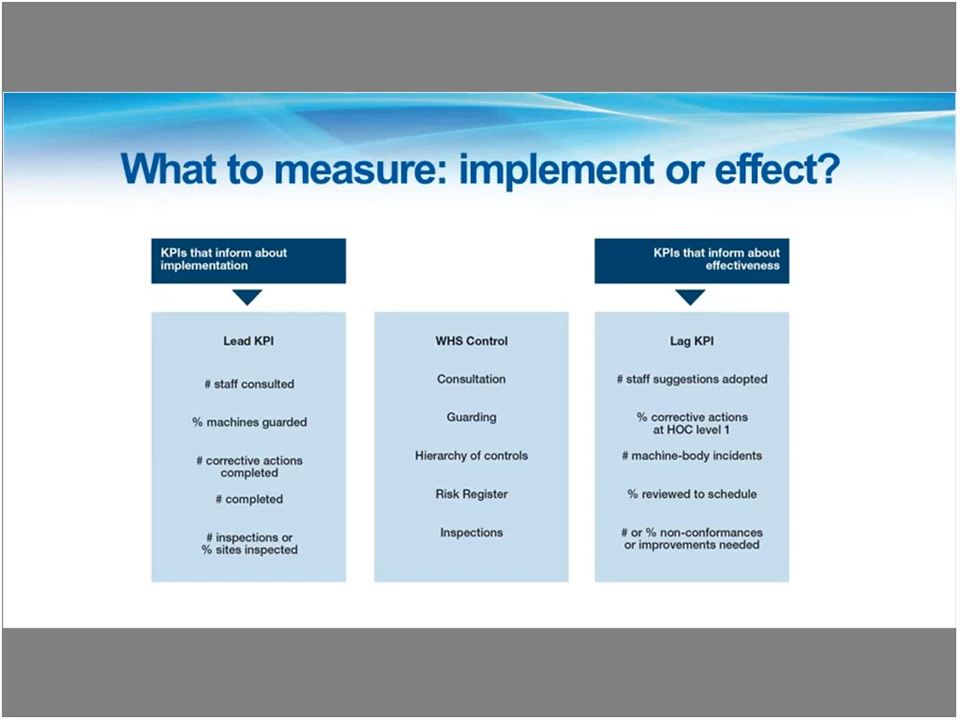 What to measure: implement or effect?
KPIs that inform about
implementation
KPIs that inform about
effectiveness
Lead KPI
# staff consulted
% machines guarded
# corrective actions
completed
# completed
# inspections or
% sites inspected
WHS Control
Consultation
Guarding
Hierarchy of controls
Risk Register
Inspections
Lag KPI
# staff suggestions adopted
% corrective actions
at HOC level 1
# machine-body incidents
% reviewed to schedule
# or % non-conformances
or improvements needed